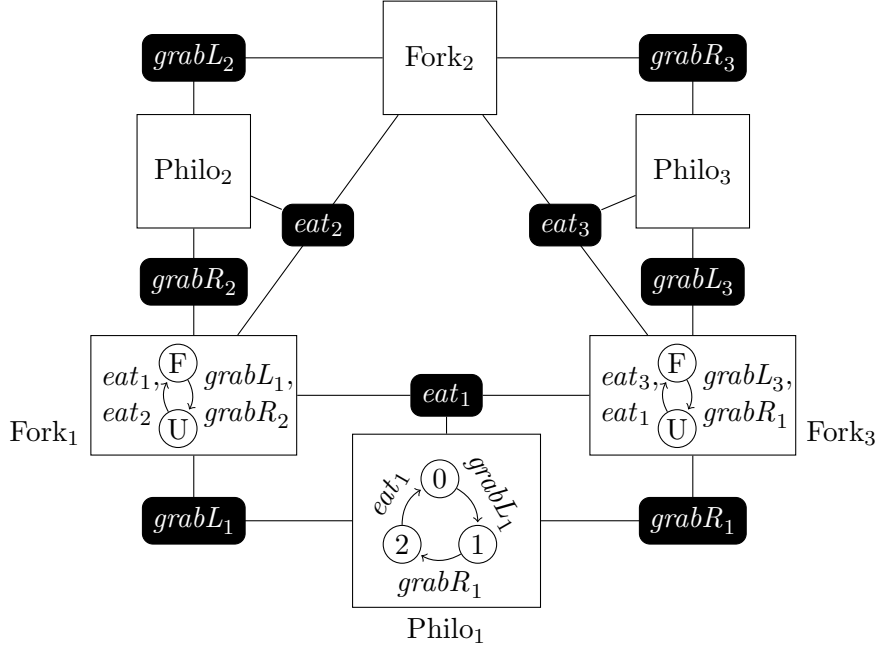 grabL₂ Fork₂ grabR₃
Philo₂ Philo₃
eat₂ eat₃
grabR₂ grabL₃
Fork₁
eat₁, F grabL₁,
eat₂ U grabR₂
eat₁
eat₃, F grabL₃,
eat₁ U grabR₁
Fork₃
grabL₁
eat₁ 0 grabL₁
2 1
grabR₁
grabR₁
Philo₁